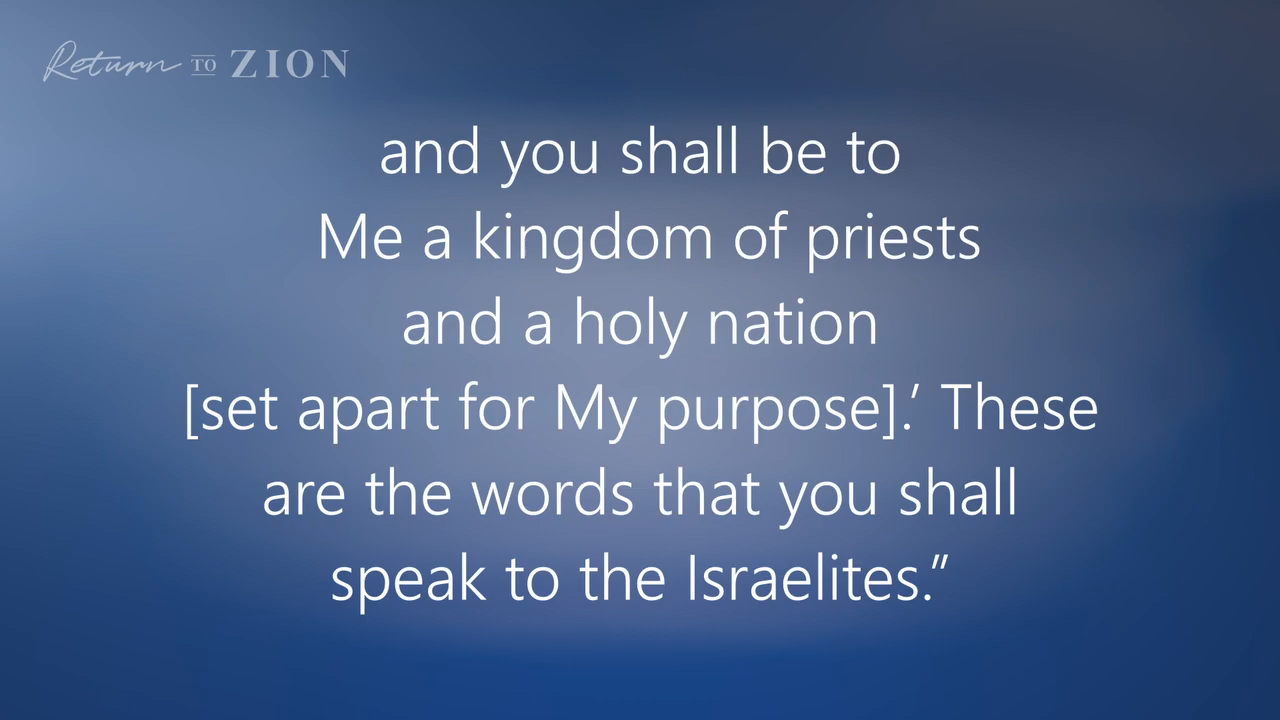 Return TO ZION
and you shall be to
Me a kingdom of priests
and a holy nation
[set apart for My purpose].’ These
are the words that you shall
speak to the Israelites.”